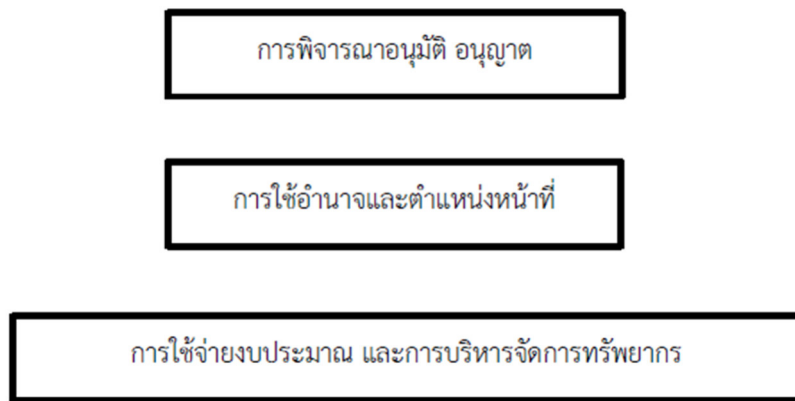 การพิจารณาอนุมัติ อนุญาต
การใช้อำนาจและตำแหน่งหน้าที่
การใช้จ่ายงบประมาณ และการบริหารจัดการทรัพยากร